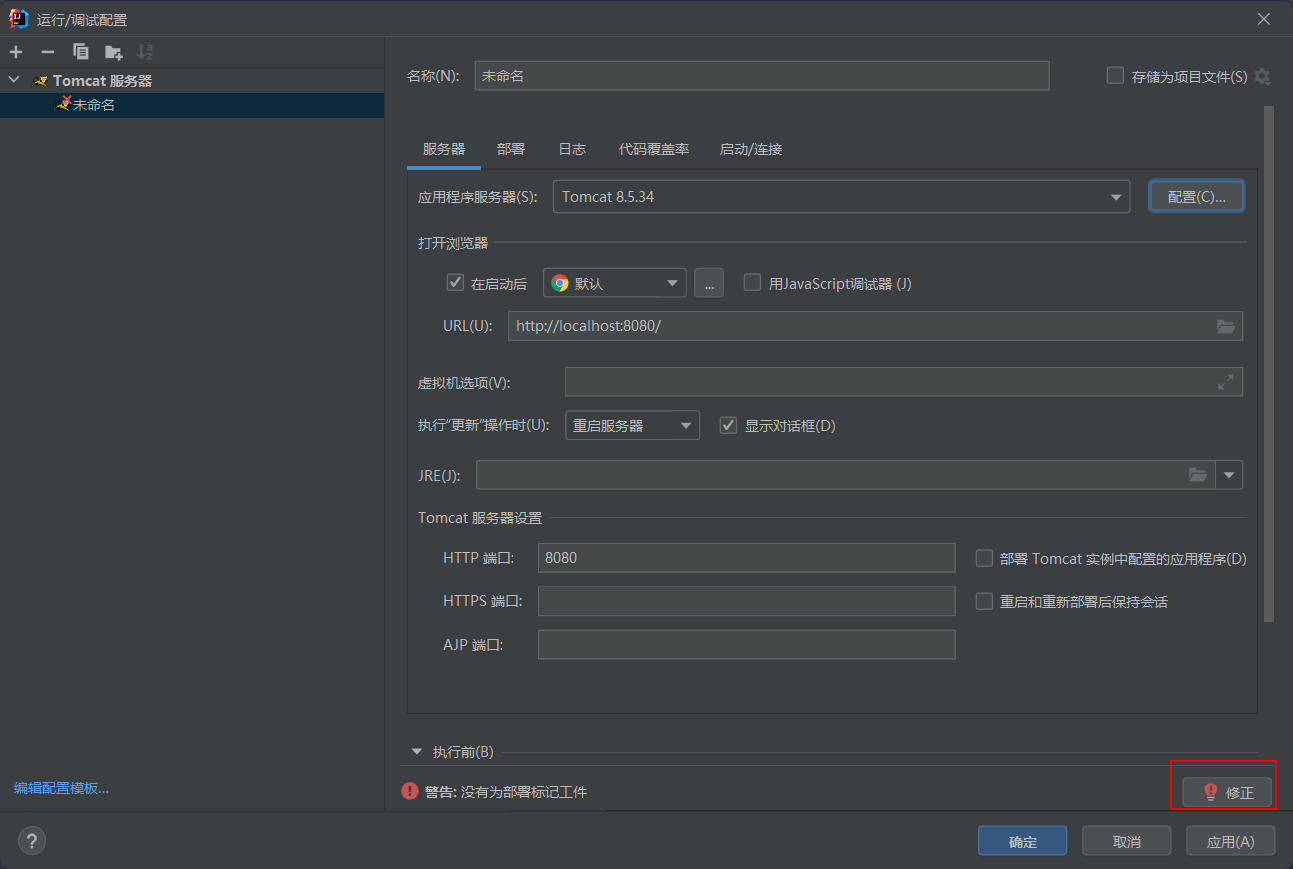 运行/调试配置
Tomcat 服务器
未命名
编辑配置模板...
名称(N): 未命名 存储为项目文件(S)
服务器 部署 日志 代码覆盖率 启动/连接
应用程序服务器(S): Tomcat 8.5.34 配置(C)...
打开浏览器
在启动后 默认 ... 用JavaScript调试器 (J)
URL(U): http://localhost:8080/
虚拟机选项(V):
执行“更新”操作时(U): 重启服务器 显示对话框(D)
JRE(J):
Tomcat 服务器设置
HTTP 端口: 8080 部署 Tomcat 实例中配置的应用程序(D)
HTTPS 端口: 重启和重新部署后保持会话
AJP 端口:
执行前(B)
警告: 没有为部署标记工件 修正
? 确定 取消 应用(A)